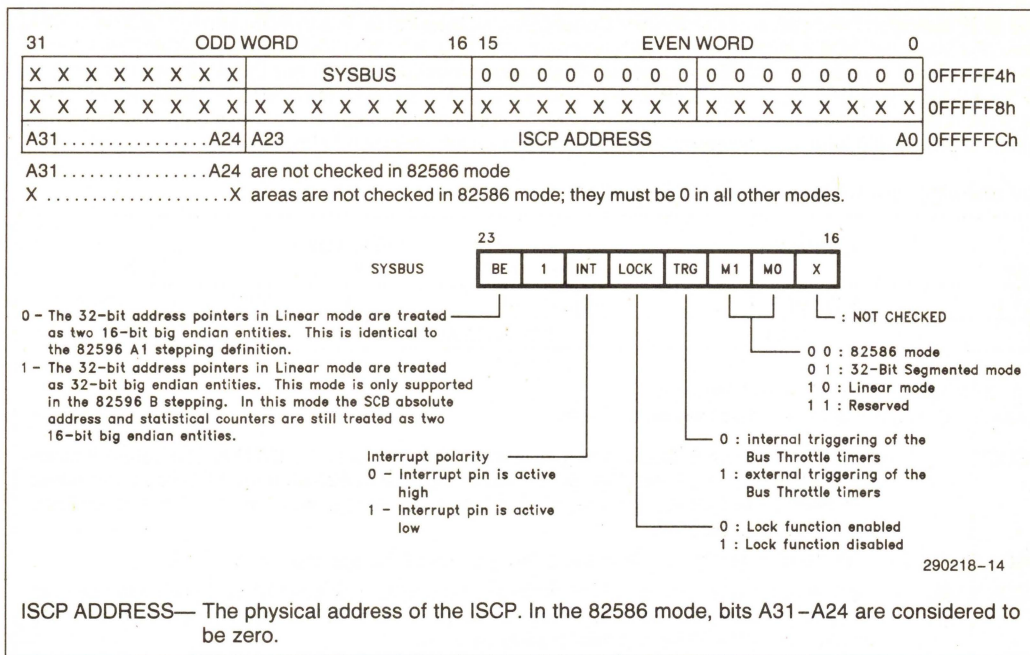 31 ODD WORD 16 15 EVEN WORD 0
X X X X X X X X SYSBUS 0 0 0 0 0 0 0 0 0 0 0 0 0 0 0 0 0FFFFFF4h
X X X X X X X X X X X X X X X X X X X X X X X X X X X X X X X X 0FFFFFF8h
A31 . . . . . . . . . . . . . . . . A24 A23 ISCP ADDRESS A0 0FFFFFFCh
A31 . . . . . . . . . . . . . . . . A24 are not checked in 82586 mode
X . . . . . . . . . . . . . . . . . . . . X areas are not checked in 82586 mode; they must be 0 in all other modes.
23 16
SYSBUS BE 1 INT LOCK TRG M1 M0 X
0 – The 32-bit address pointers in Linear mode are treated
as two 16-bit big endian entities. This is identical to
the 82596 A1 stepping definition.
1 – The 32-bit address pointers in Linear mode are treated
as 32-bit big endian entities. This mode is only supported
in the 82596 B stepping. In this mode the SCB absolute
address and statistical counters are still treated as two
16-bit big endian entities.
Interrupt polarity
0 – Interrupt pin is active
high
1 – Interrupt pin is active
low
: NOT CHECKED
0 0 : 82586 mode
0 1 : 32-Bit Segmented mode
1 0 : Linear mode
1 1 : Reserved
0 : internal triggering of the
Bus Throttle timers
1 : external triggering of the
Bus Throttle timers
0 : Lock function enabled
1 : Lock function disabled
290218–14
ISCP ADDRESS— The physical address of the ISCP. In the 82586 mode, bits A31–A24 are considered to
be zero.